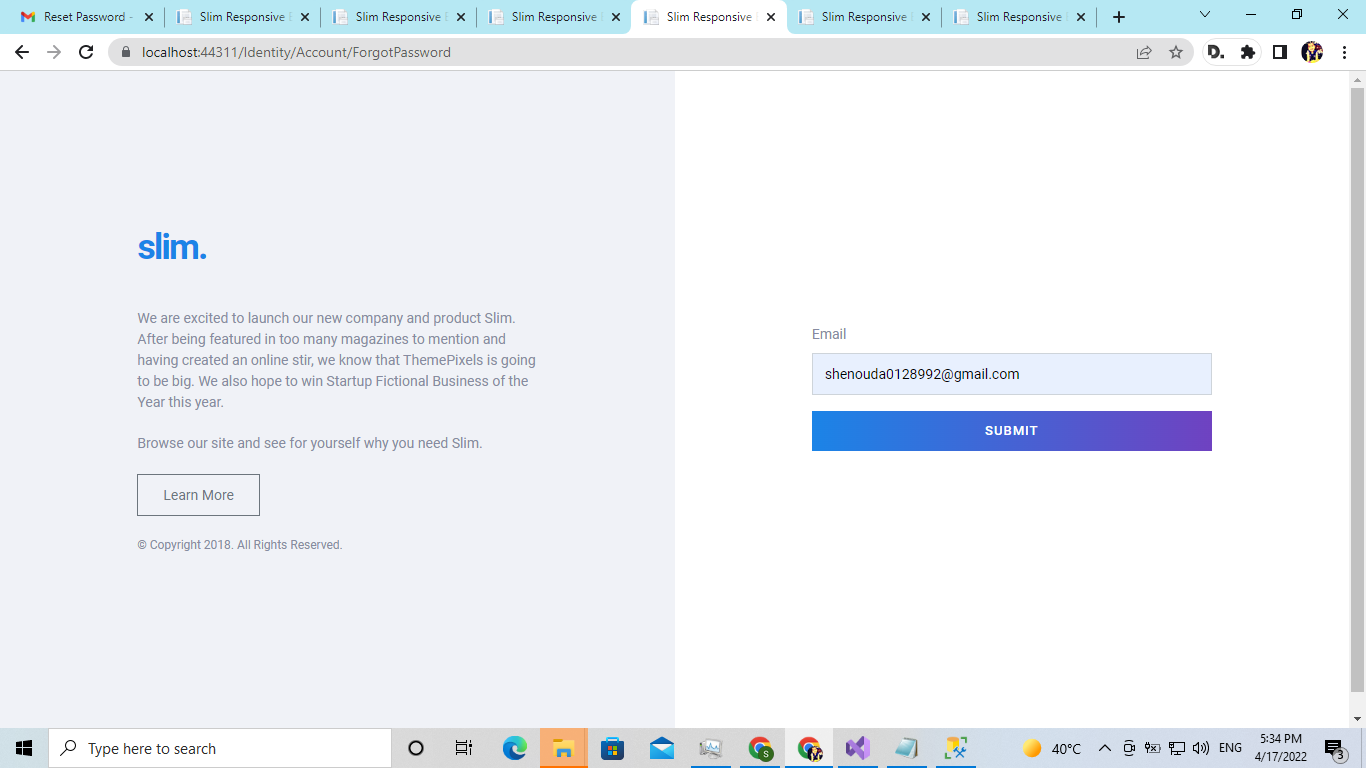 Reset Password -
Slim Responsive
Slim Responsive
Slim Responsive
Slim Responsive
Slim Responsive
Slim Responsive
localhost:44311/Identity/Account/ForgotPassword
D.
slim.
We are excited to launch our new company and product Slim.
After being featured in too many magazines to mention and
having created an online stir, we know that ThemePixels is going
to be big. We also hope to win Startup Fictional Business of the
Year this year.
Browse our site and see for yourself why you need Slim.
Learn More
© Copyright 2018. All Rights Reserved.
Email
shenouda0128992@gmail.com
SUBMIT
Type here to search
S
40°C
ENG
5:34 PM
4/17/2022
3